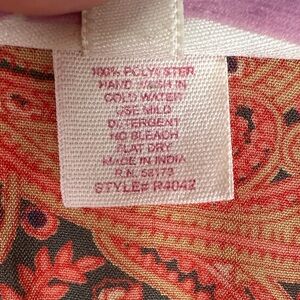 100% POLYESTER
HAND WASH IN
COLD WATER
USE MILD
DETERGENT
NO BLEACH
FLAT DRY
MADE IN INDIA
R.N. 58173
STYLE# R4042